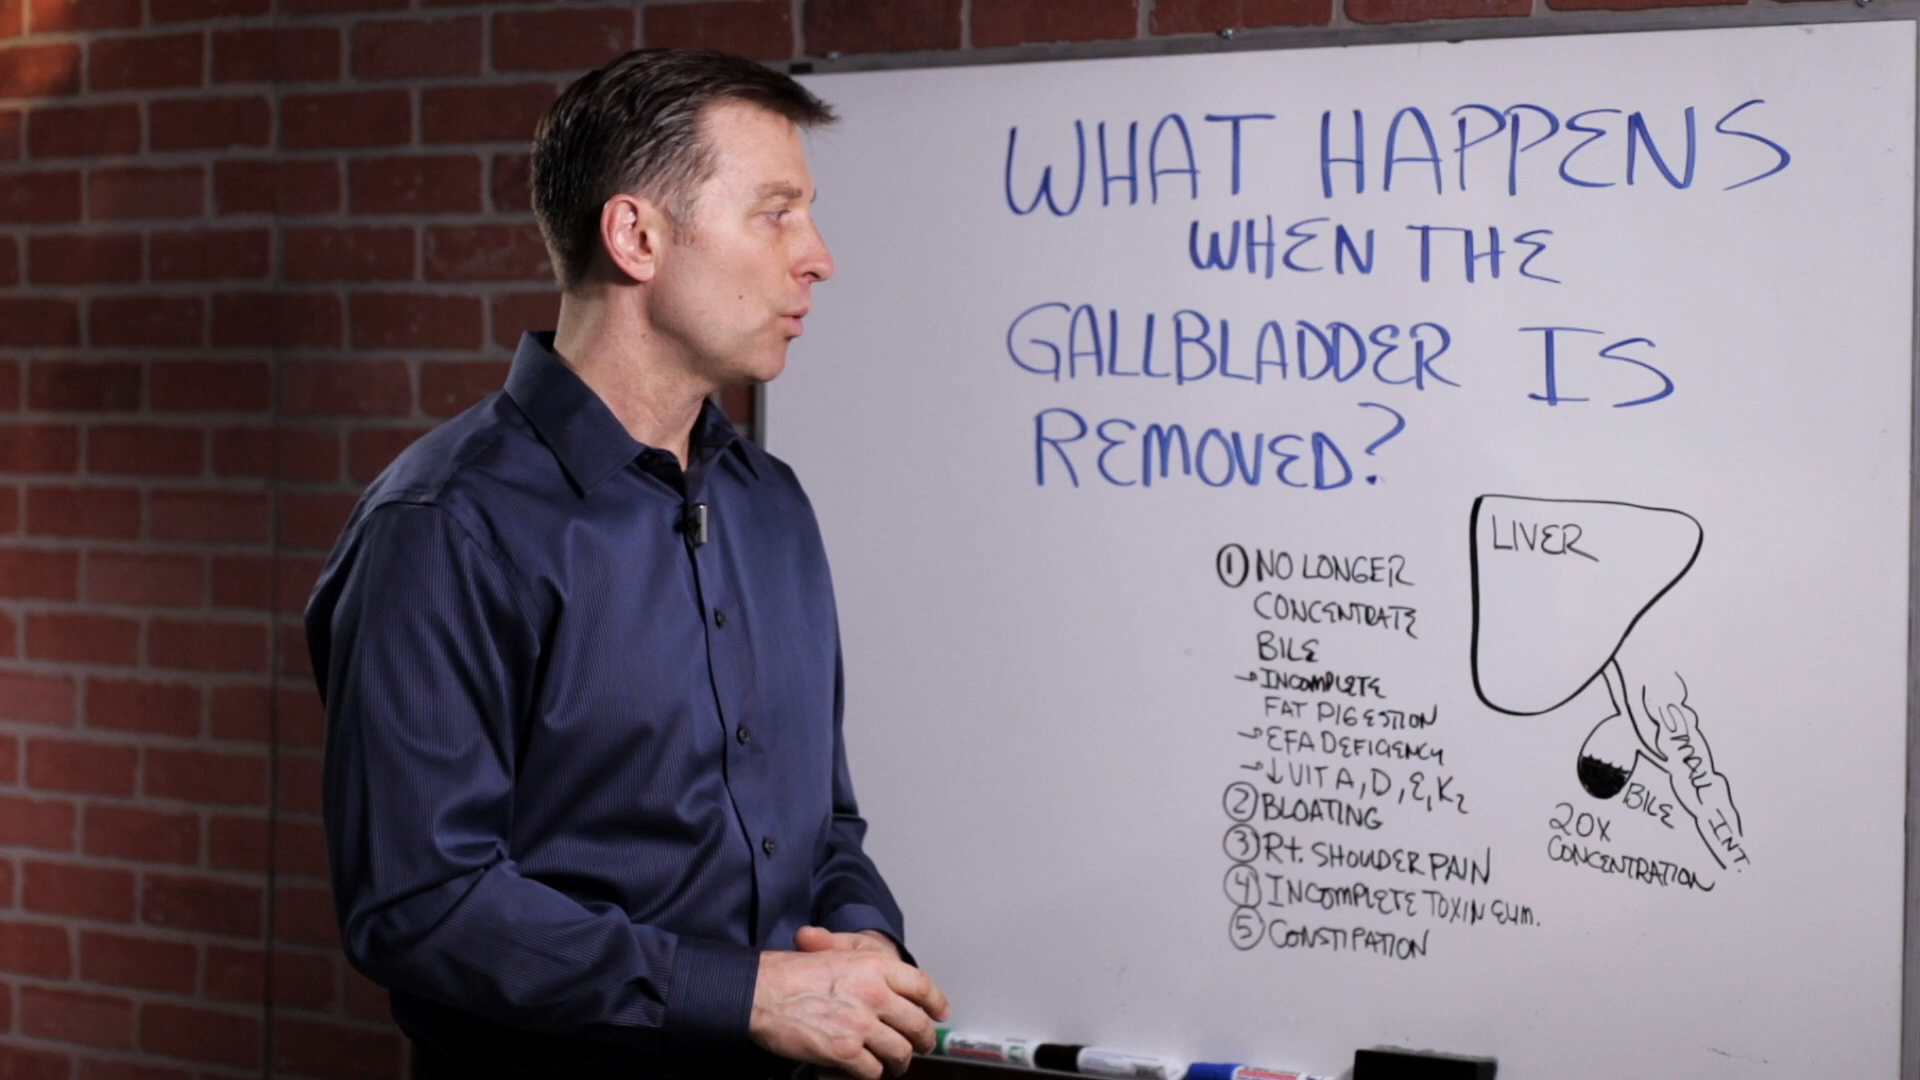 WHAT HAPPENS
WHEN THE
GALLBLADDER IS
REMOVED?
① NO LONGER
CONCENTRATE
BILE
→ INCOMPLETE
FAT DIGESTION
→ EFA DEFICIENCY
→ ↓ VIT A, D, E, K2
② BLOATING
③ Rt. SHOULDER PAIN
④ INCOMPLETE TOXIN ELIM.
⑤ CONSTIPATION
LIVER
SMALL INT.
BILE
20X
CONCENTRATION